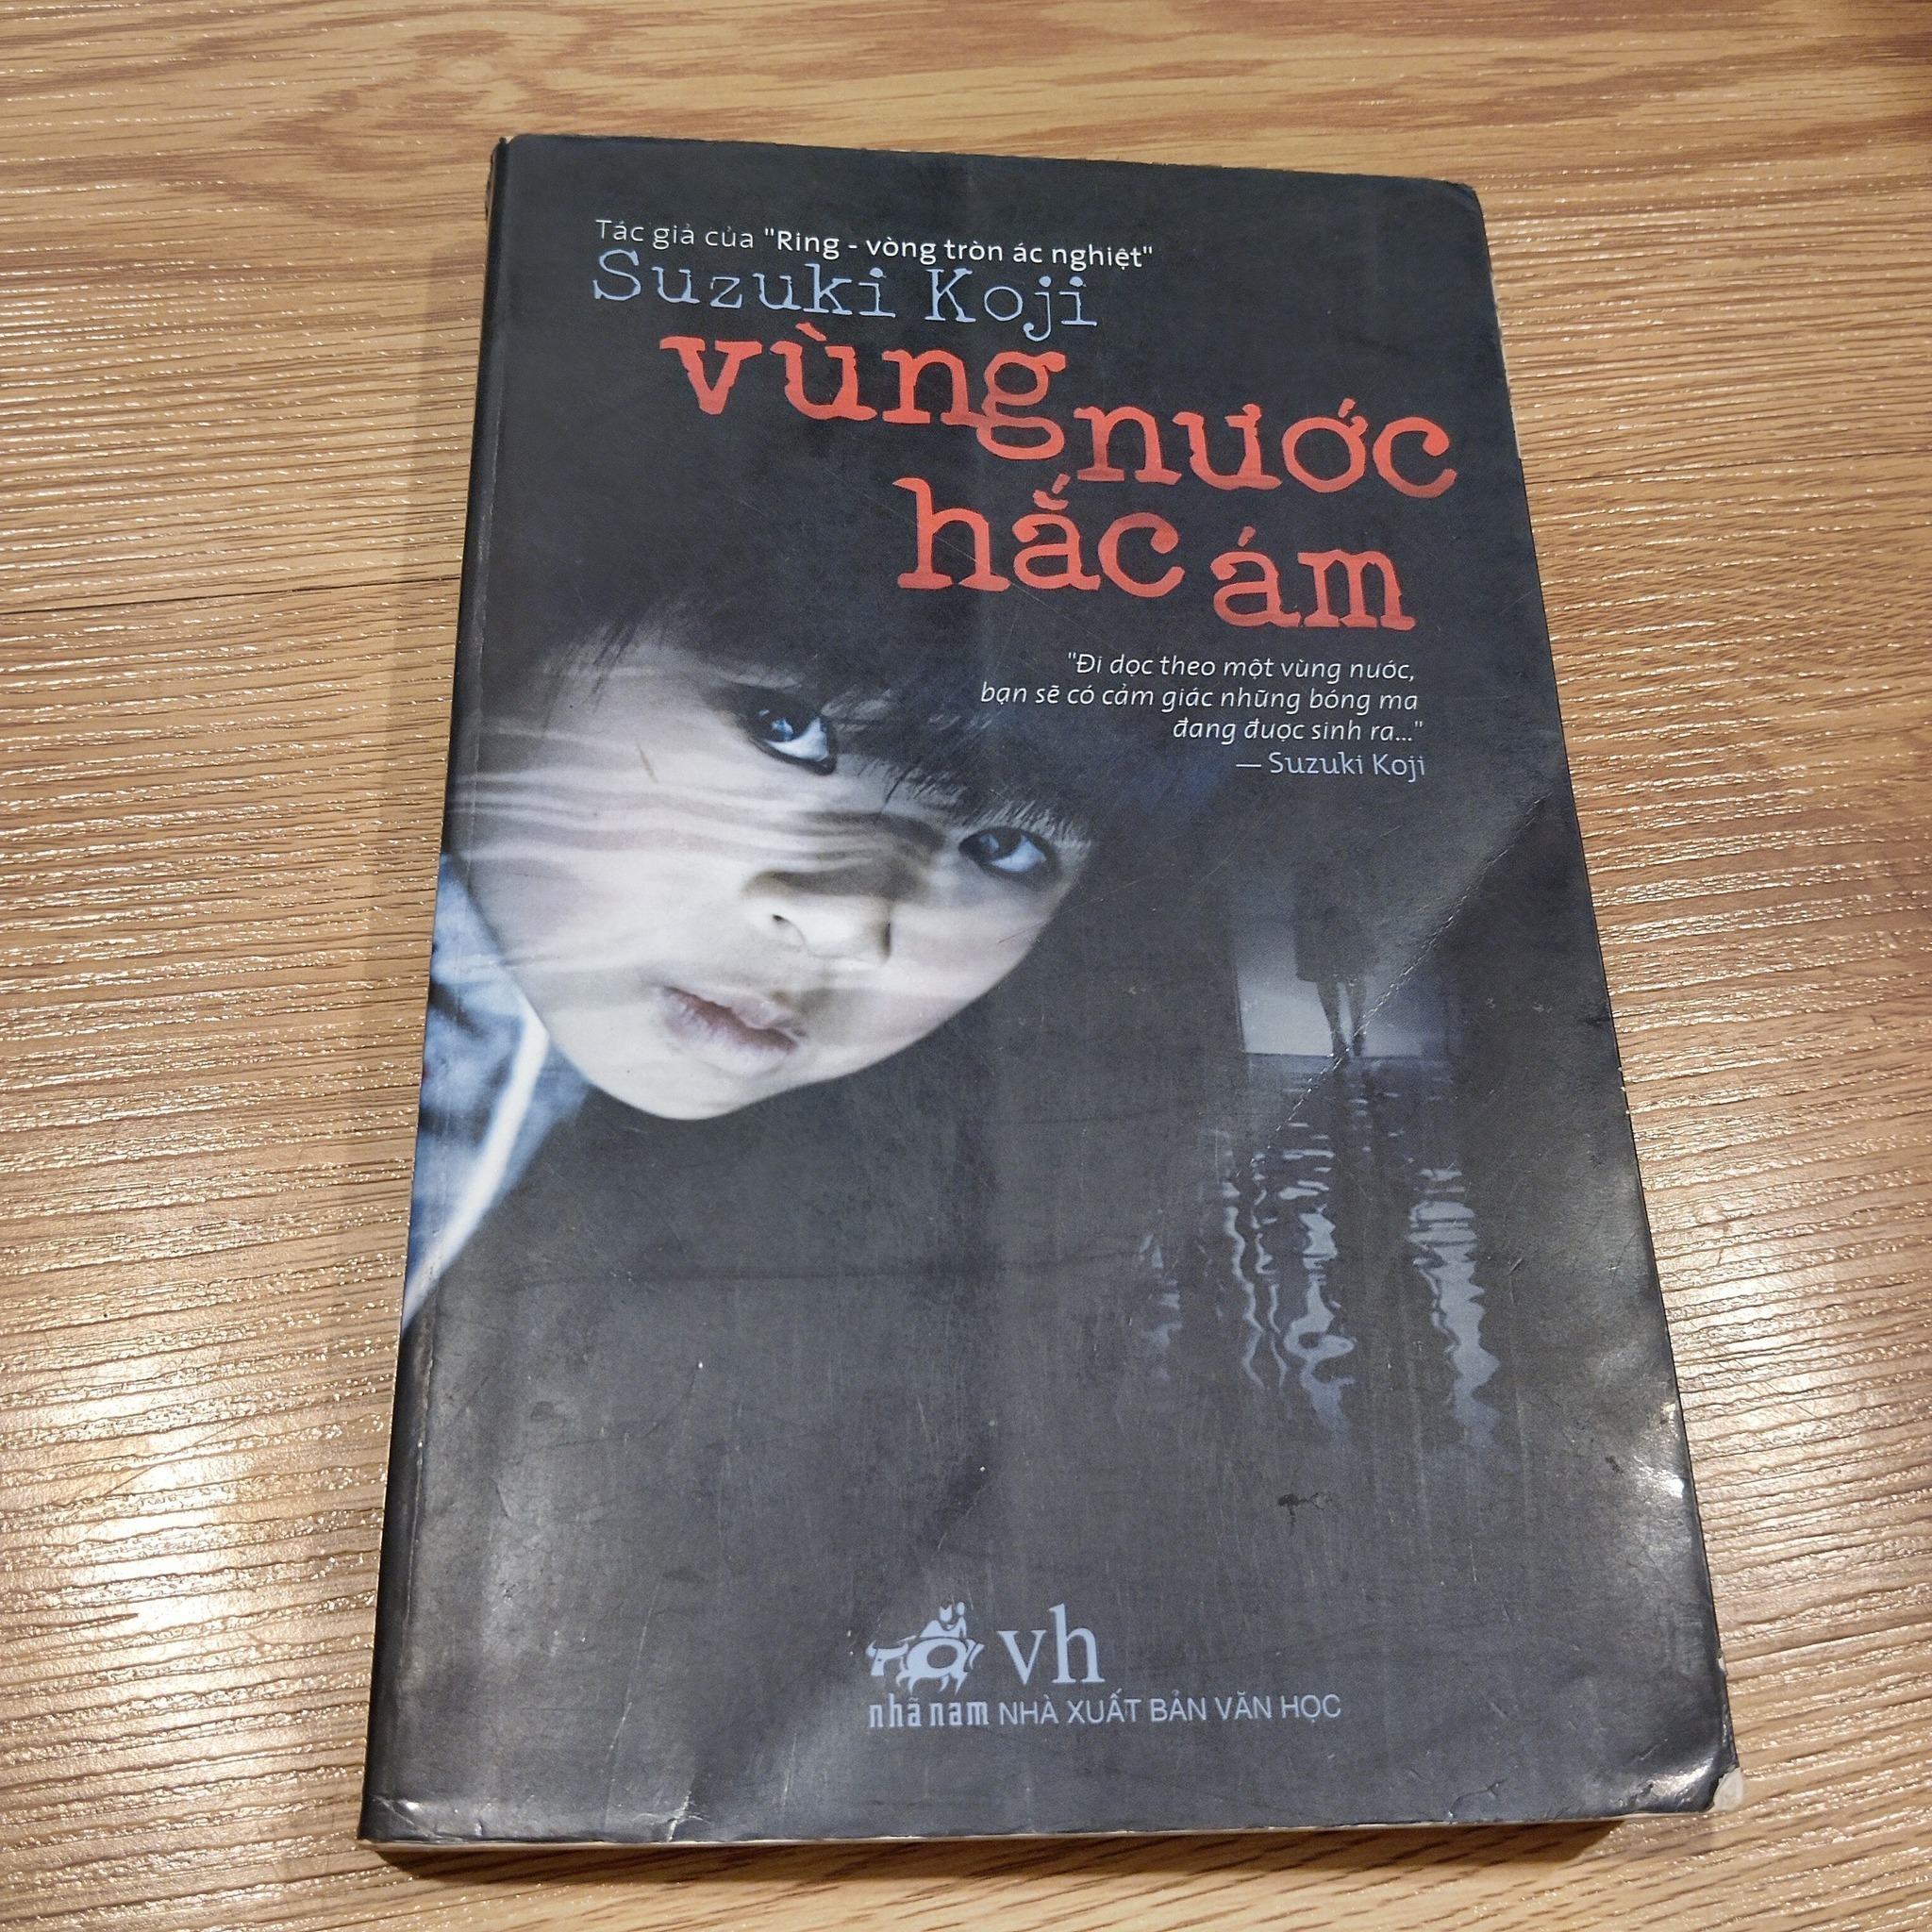 Tác giả của "Ring - vòng tròn ác nghiệt"
Suzuki Koji
vùng nước
hắc ám
"Đi dọc theo một vùng nước,
bạn sẽ có cảm giác những bóng ma
đang được sinh ra..."
— Suzuki Koji
vh
nhã nam NHÀ XUẤT BẢN VĂN HỌC